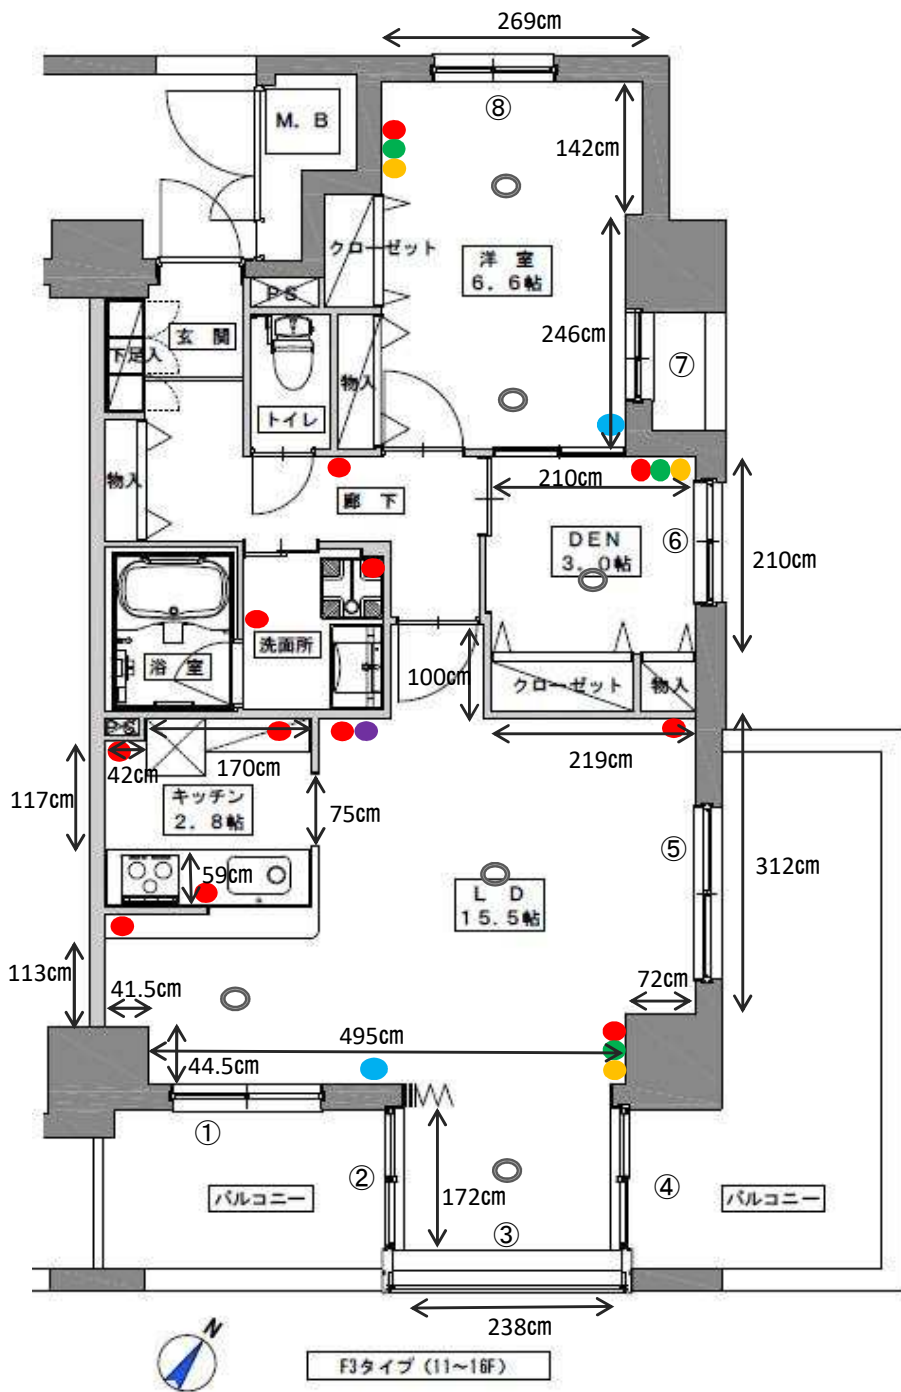 269㎝
M. B
⑧
142㎝
クローゼット
洋 室
6. 6帖
PS
玄 関
246㎝
⑦
下足入
物入
トイレ
物入
廊 下
210㎝
DEN
3. 0帖
⑥
210㎝
洗面所
浴 室
100㎝
クローゼット
物入
PS
42㎝
170㎝
219㎝
117㎝
キッチン
2. 8帖
75㎝
⑤
59㎝
312㎝
L D
15. 5帖
113㎝
41.5㎝
72㎝
495㎝
44.5㎝
①
②
バルコニー
172㎝
③
④
バルコニー
238㎝
N
F3タイプ (11~16F)